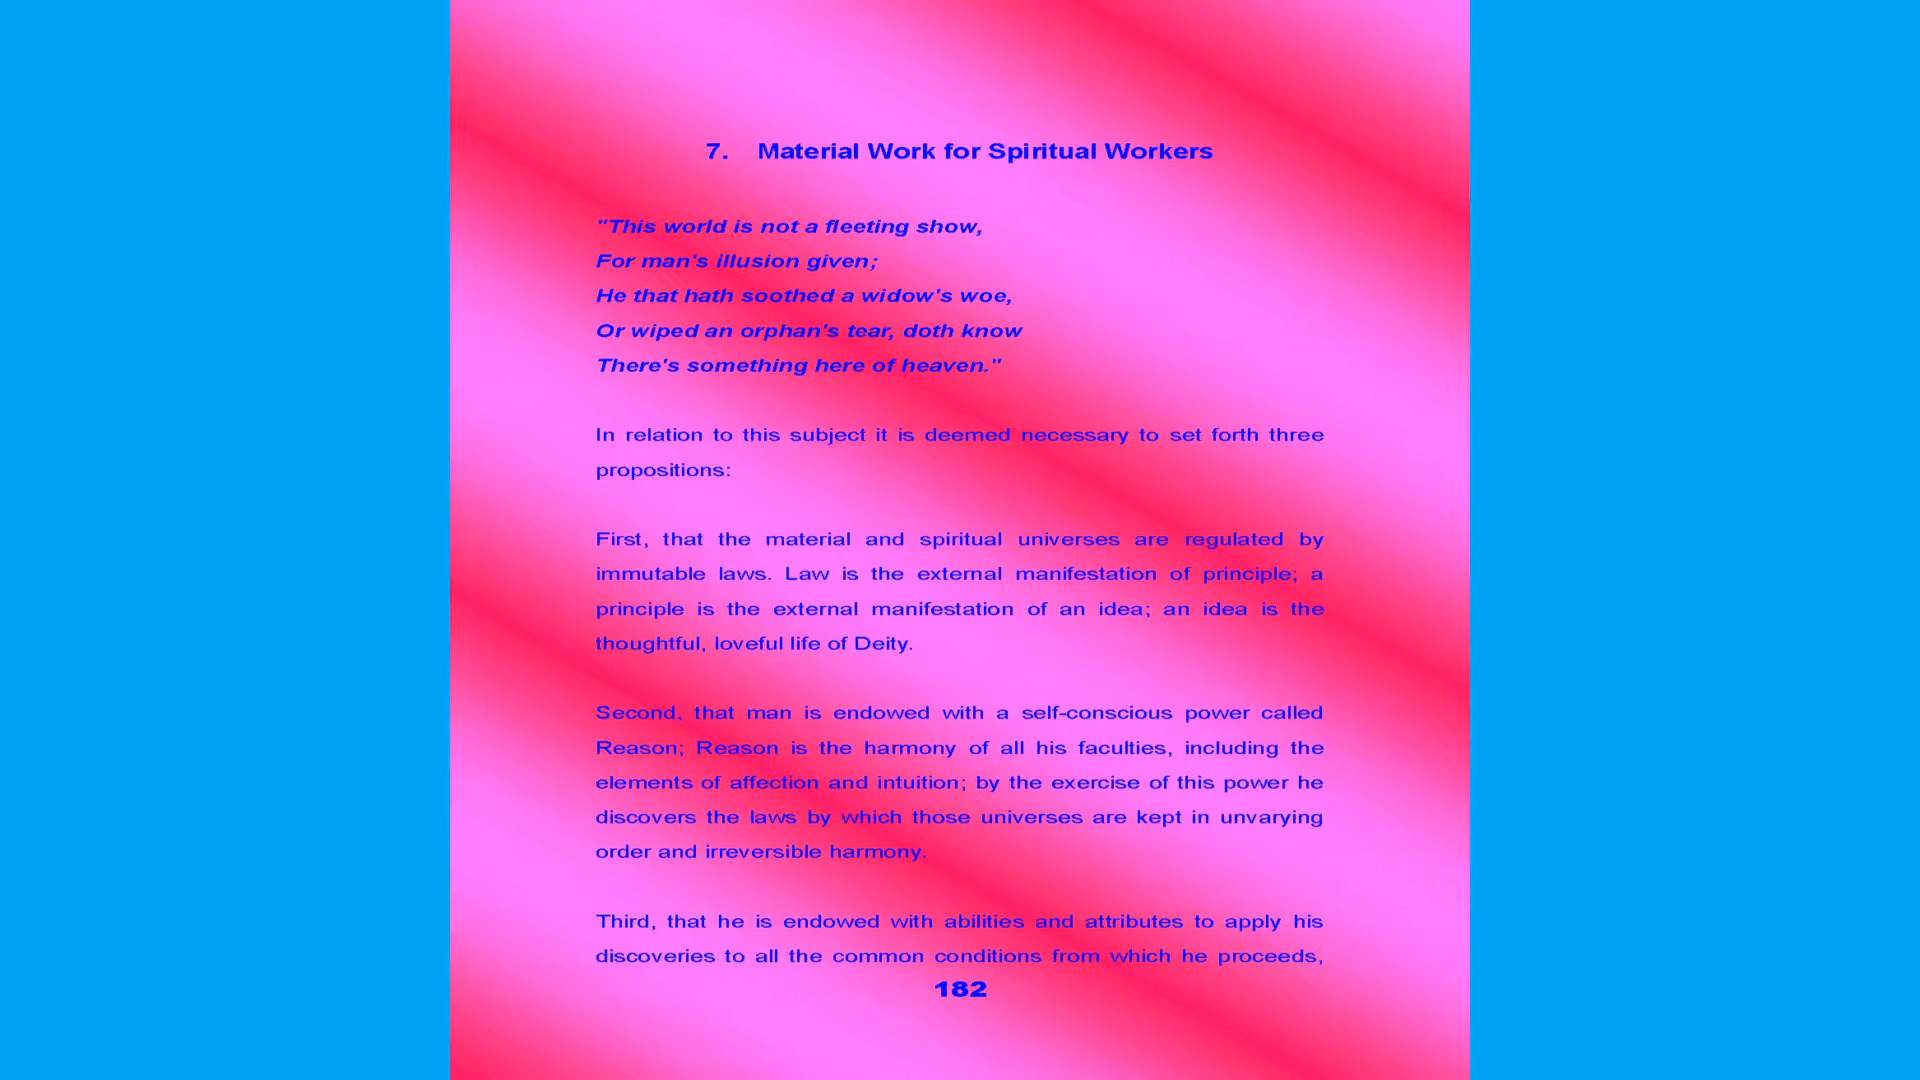 7. Material Work for Spiritual Workers
"This world is not a fleeting show,
For man's illusion given;
He that hath soothed a widow's woe,
Or wiped an orphan's tear, doth know
There's something here of heaven."
In relation to this subject it is deemed necessary to set forth three
propositions:
First, that the material and spiritual universes are regulated by
immutable laws. Law is the external manifestation of principle; a
principle is the external manifestation of an idea; an idea is the
thoughtful, loveful life of Deity.
Second, that man is endowed with a self-conscious power called
Reason; Reason is the harmony of all his faculties, including the
elements of affection and intuition; by the exercise of this power he
discovers the laws by which those universes are kept in unvarying
order and irreversible harmony.
Third, that he is endowed with abilities and attributes to apply his
discoveries to all the common conditions from which he proceeds,
182